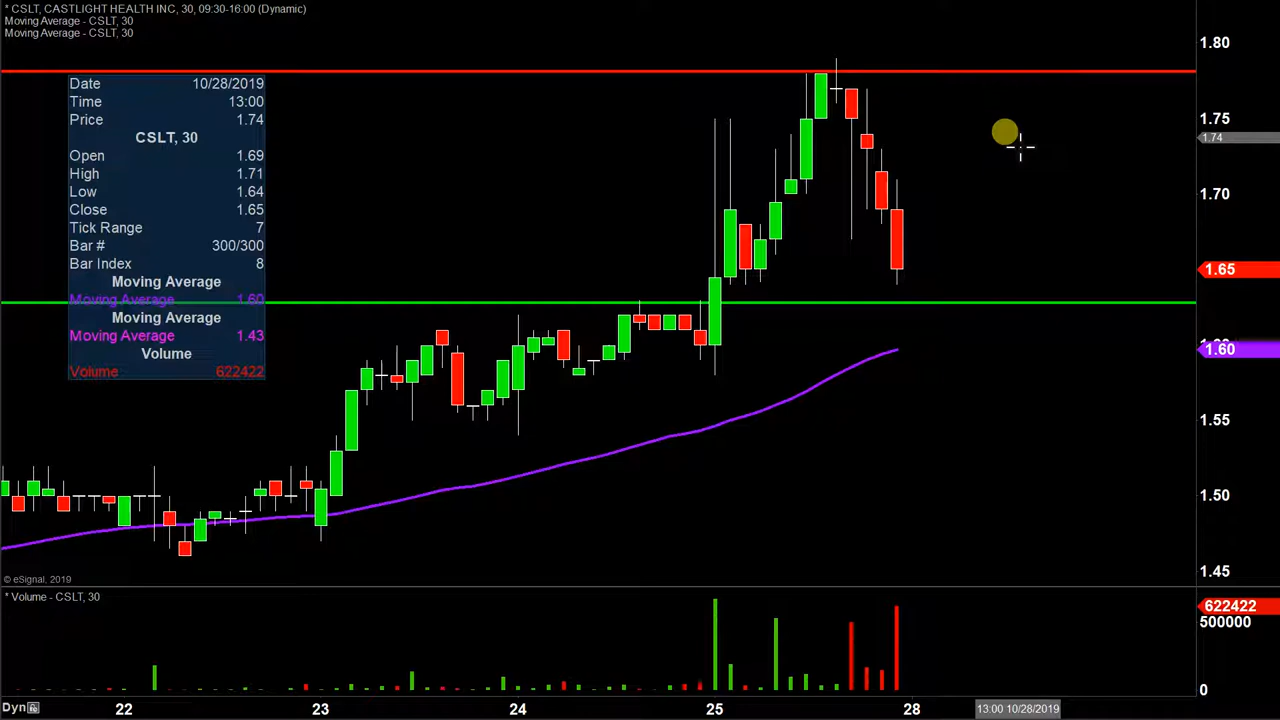 * CSLT, CASTLIGHT HEALTH INC, 30, 09:30-16:00 (Dynamic)
Moving Average - CSLT, 30
Moving Average - CSLT, 30
Date 10/28/2019
Time 13:00
Price 1.74
CSLT, 30
Open 1.69
High 1.71
Low 1.64
Close 1.65
Tick Range 7
Bar # 300/300
Bar Index 8
Moving Average
Moving Average 1.60
Moving Average
Moving Average 1.43
Volume
Volume: 622422
1.80
1.75
1.74
1.70
1.65
1.60
1.55
1.50
1.45
© eSignal, 2019
* Volume - CSLT, 30
622422
500000
0
Dyn 22 23 24 25 28 13:00 10/28/2019